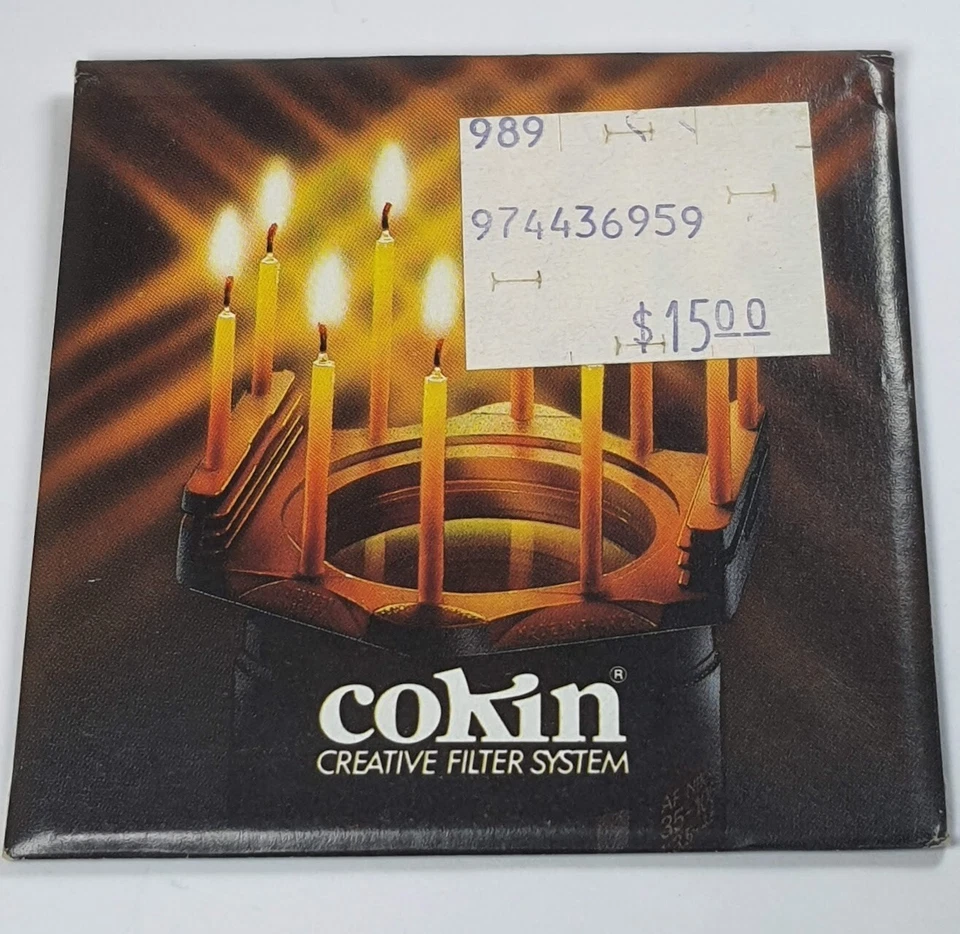 989
974436959
$1500
cokin®
CREATIVE FILTER SYSTEM